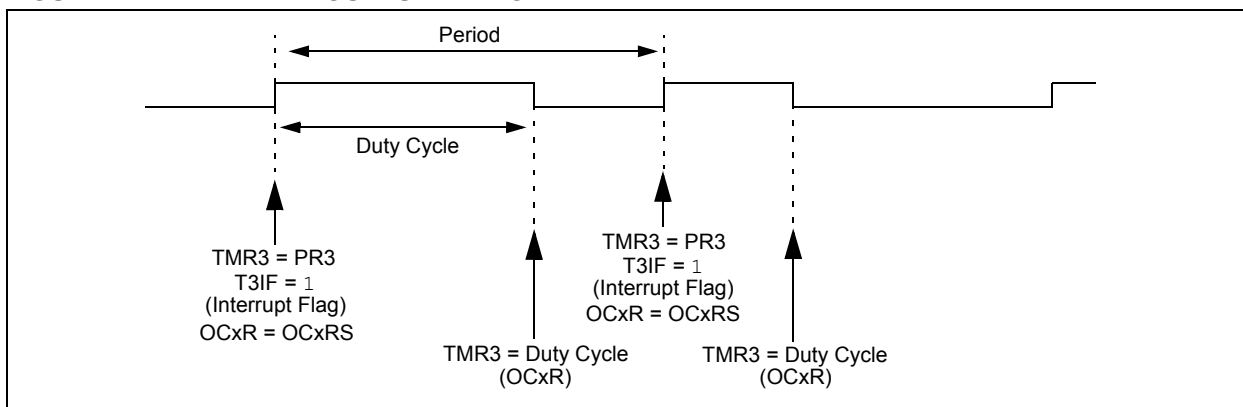 Period
Duty Cycle
TMR3 = PR3
T3IF = 1
(Interrupt Flag)
OCxR = OCxRS
TMR3 = Duty Cycle
(OCxR)
TMR3 = PR3
T3IF = 1
(Interrupt Flag)
OCxR = OCxRS
TMR3 = Duty Cycle
(OCxR)